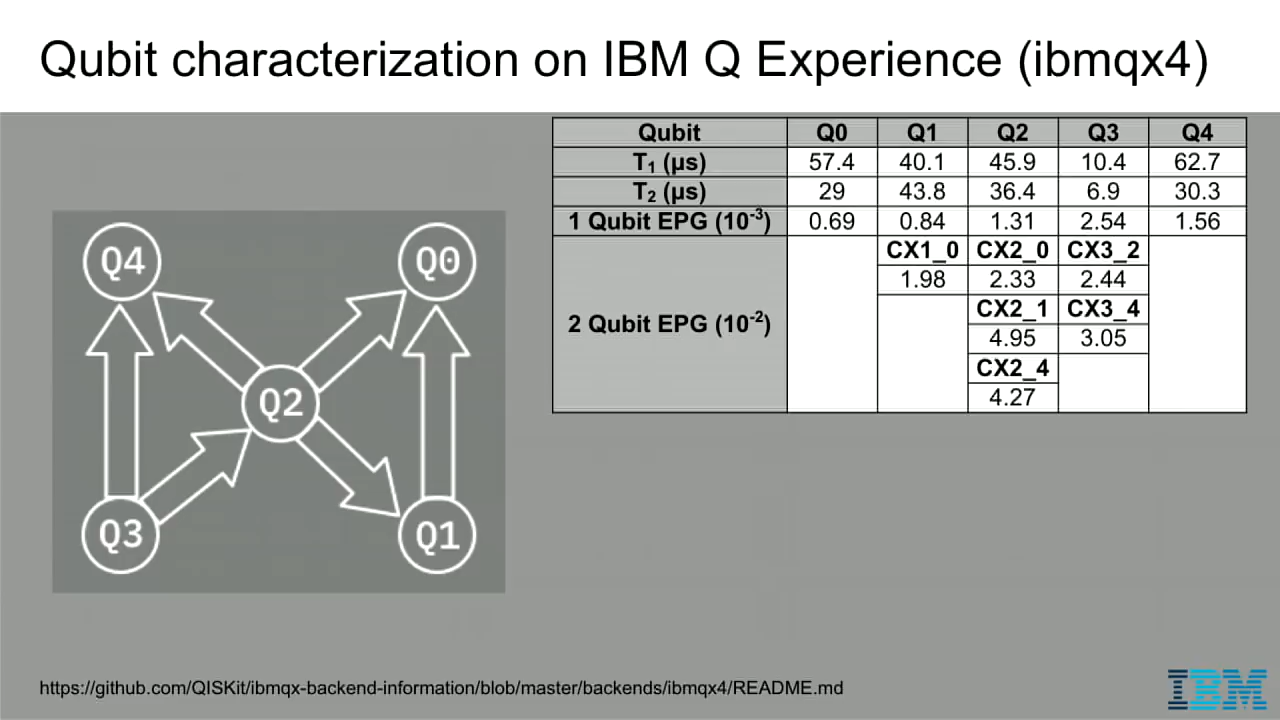 Qubit characterization on IBM Q Experience (ibmqx4)
Qubit Q0 Q1 Q2 Q3 Q4
T1 (µs) 57.4 40.1 45.9 10.4 62.7
T2 (µs) 29 43.8 36.4 6.9 30.3
1 Qubit EPG (10-3) 0.69 0.84 1.31 2.54 1.56
CX1_0 CX2_0 CX3_2
1.98 2.33 2.44
CX2_1 CX3_4
2 Qubit EPG (10-2)
4.95 3.05
CX2_4
4.27
Q4 Q0
Q2
Q3 Q1
https://github.com/QISKit/ibmqx-backend-information
er/backends/ibmqx4/README.md
IBM